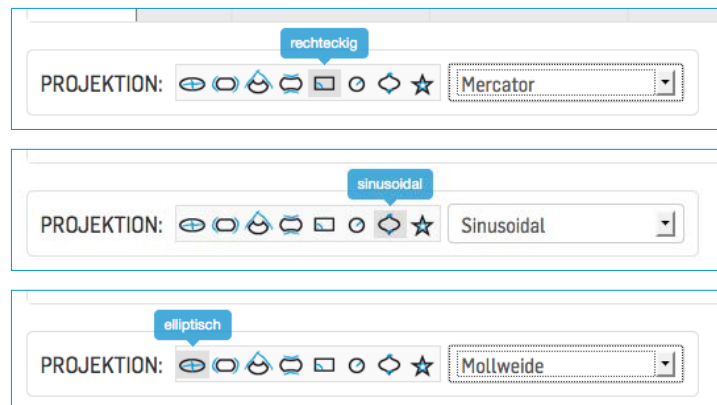 rechteckig
PROJEKTION: Mercator
sinusoidal
PROJEKTION: Sinusoidal
elliptisch
PROJEKTION: Mollweide